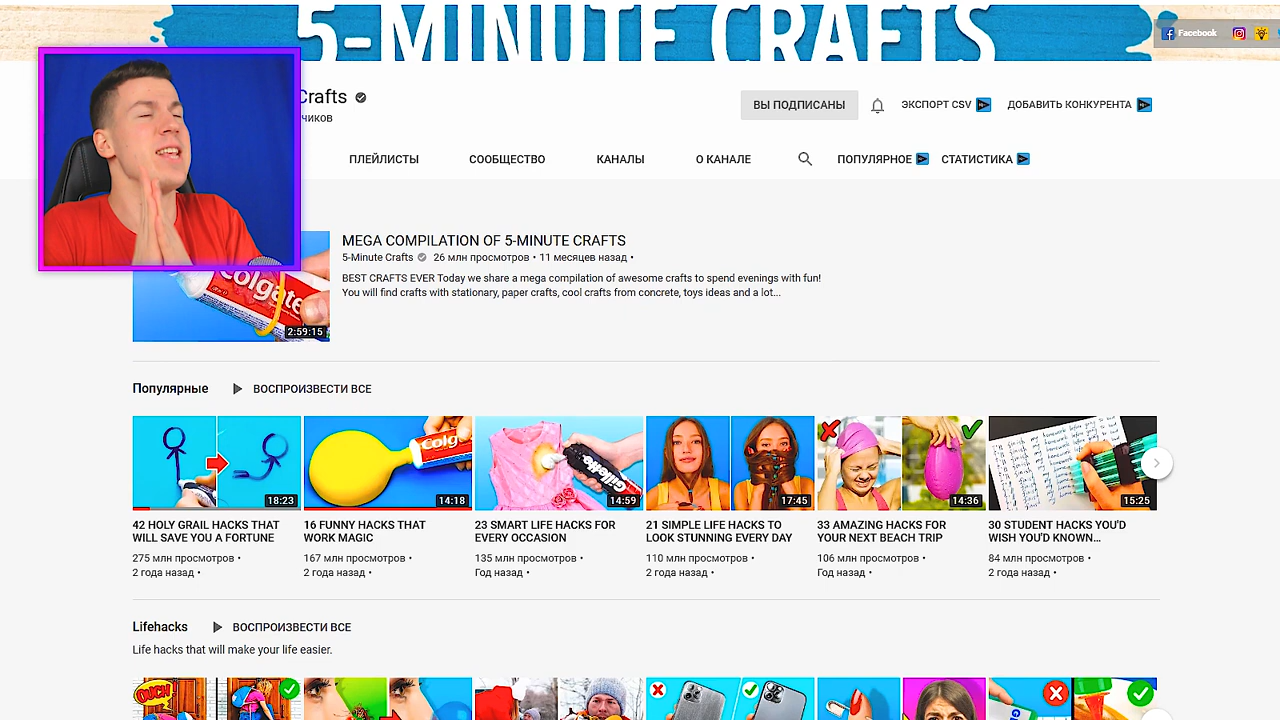 5-MINUTE CRAFTS
Facebook
Crafts
чиков
ВЫ ПОДПИСАНЫ
ЭКСПОРТ CSV
ДОБАВИТЬ КОНКУРЕНТА
ПЛЕЙЛИСТЫ
СООБЩЕСТВО
КАНАЛЫ
О КАНАЛЕ
ПОПУЛЯРНОЕ
СТАТИСТИКА
MEGA COMPILATION OF 5-MINUTE CRAFTS
5-Minute Crafts 26 млн просмотров • 11 месяцев назад •
BEST CRAFTS EVER Today we share a mega compilation of awesome crafts to spend evenings with fun!
You will find crafts with stationary, paper crafts, cool crafts from concrete, toys ideas and a lot...
Colgate
2:59:15
Популярные ВОСПРОИЗВЕСТИ ВСЕ
Colg
Gillette
18:23
14:18
14:59
17:45
14:36
15:25
42 HOLY GRAIL HACKS THAT
WILL SAVE YOU A FORTUNE
275 млн просмотров •
2 года назад •
16 FUNNY HACKS THAT
WORK MAGIC
167 млн просмотров •
2 года назад •
23 SMART LIFE HACKS FOR
EVERY OCCASION
135 млн просмотров •
Год назад •
21 SIMPLE LIFE HACKS TO
LOOK STUNNING EVERY DAY
110 млн просмотров •
2 года назад •
33 AMAZING HACKS FOR
YOUR NEXT BEACH TRIP
106 млн просмотров •
Год назад •
30 STUDENT HACKS YOU'D
WISH YOU'D KNOWN...
84 млн просмотров •
2 года назад •
Lifehacks ВОСПРОИЗВЕСТИ ВСЕ
Life hacks that will make your life easier.
OUCH